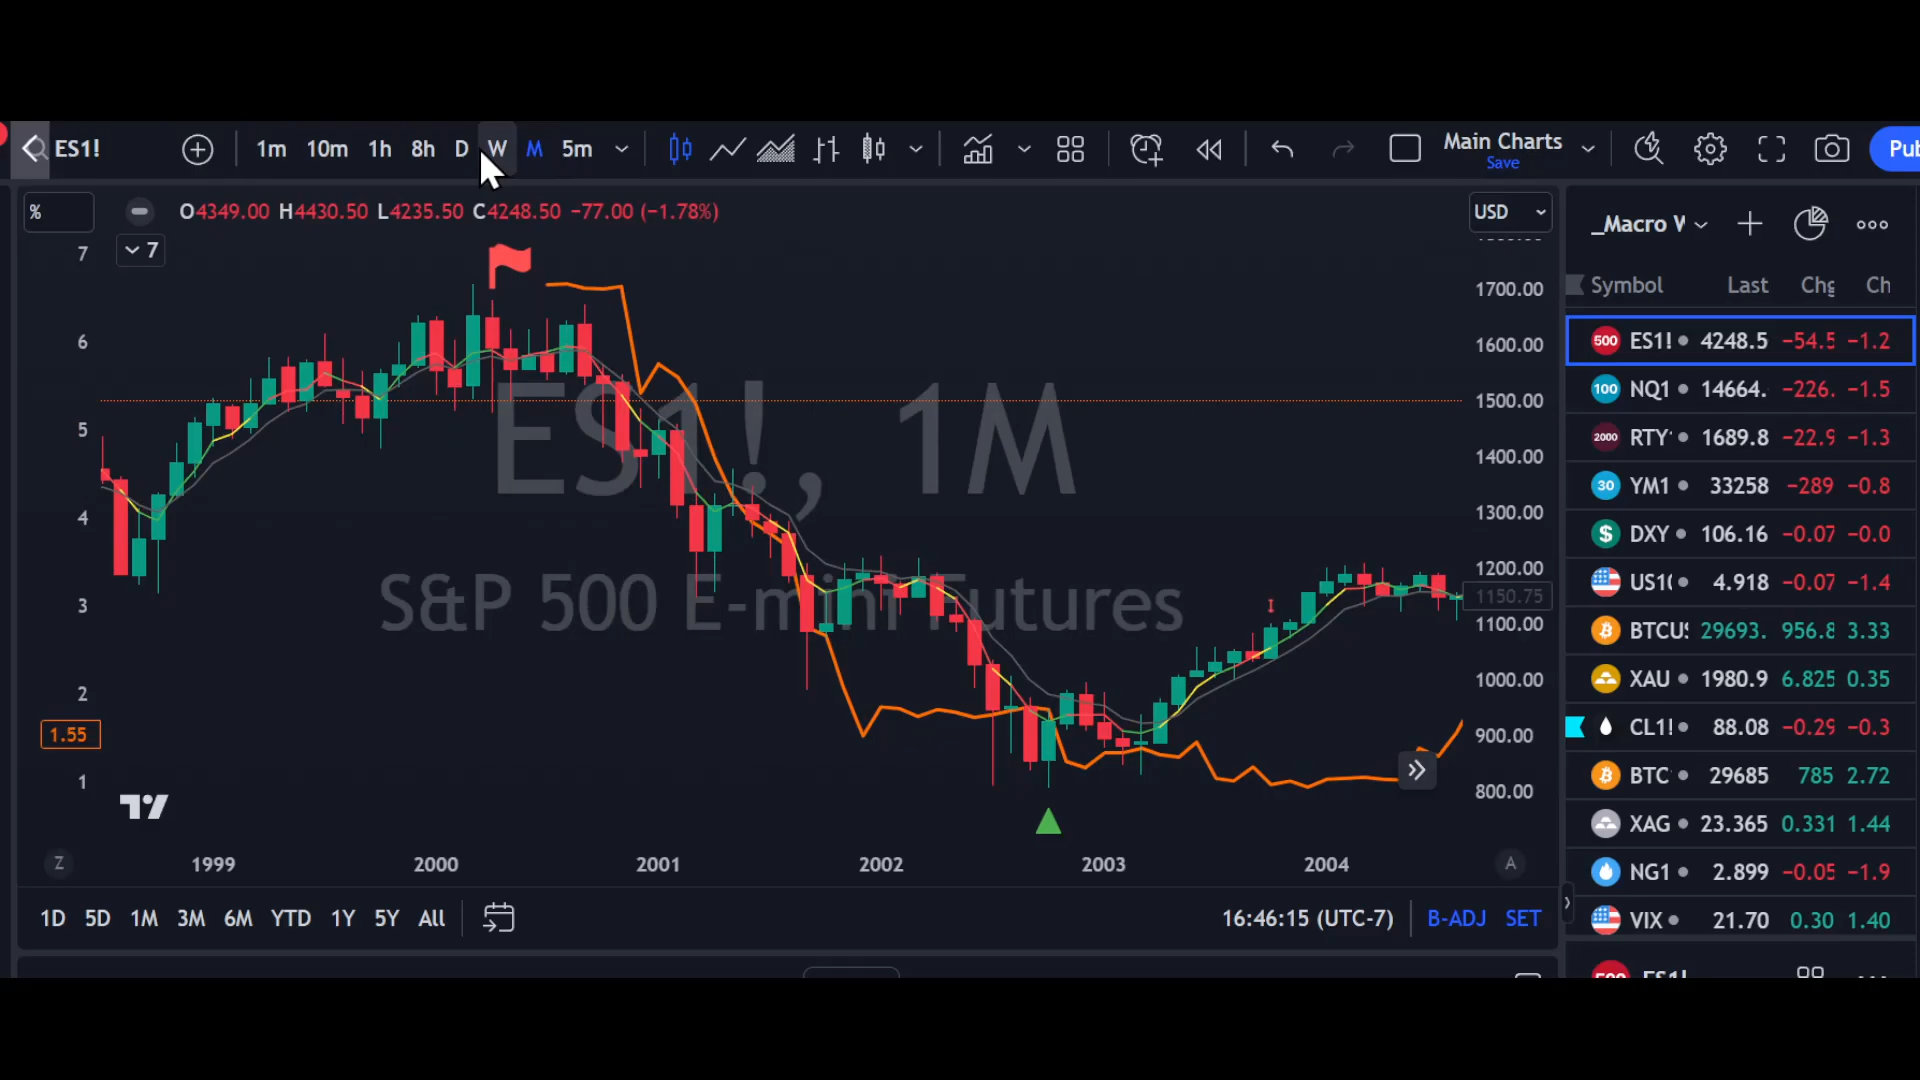 ES1! 1m 10m 1h 8h D W M 5m Main Charts Save Pub
% O4349.00 H4430.50 L4235.50 C4248.50 −77.00 (−1.78%) USD
7
7
6
5
4
3
2
1.55
1
ES1!, 1M
S&P 500 E-mini Futures
1700.00
1600.00
1500.00
1400.00
1300.00
1200.00
1150.75
1100.00
1000.00
900.00
800.00
Z 1999 2000 2001 2002 2003 2004 A
1D 5D 1M 3M 6M YTD 1Y 5Y All 16:46:15 (UTC-7) B-ADJ SET
_Macro W
Symbol Last Chg Ch
500 ES1! 4248.5 −54.5 −1.2
100 NQ1 14664. −226. −1.5
2000 RTY 1689.8 −22.9 −1.3
30 YM1 33258 −289 −0.8
$ DXY 106.16 −0.07 −0.0
US10 4.918 −0.07 −1.4
BTCUS 29693. 956.8 3.33
XAU 1980.9 6.825 0.35
CL1! 88.08 −0.29 −0.3
BTC 29685 785 2.72
XAG 23.365 0.331 1.44
NG1 2.899 −0.05 −1.9
VIX 21.70 0.30 1.40
500 ES1!